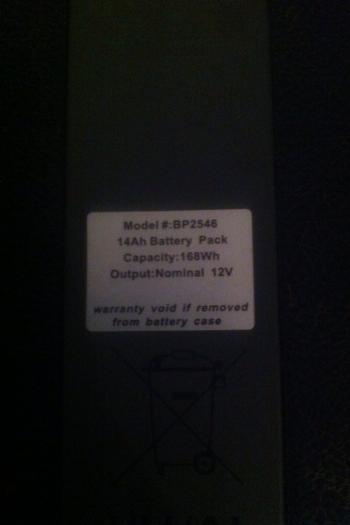 Model #:BP2546
14Ah Battery Pack
Capacity:168Wh
Output:Nominal 12V
warranty void if removed
from battery case